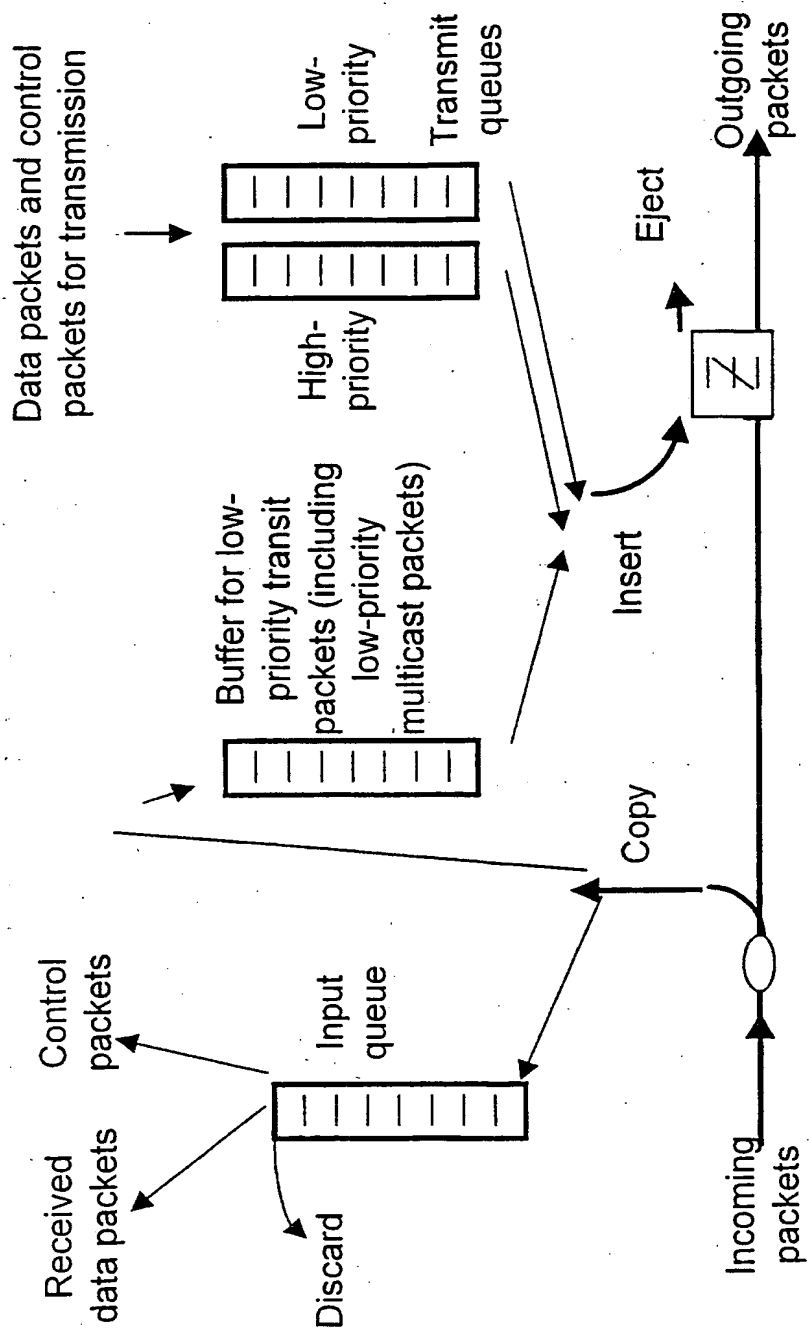 Data packets and control
packets for transmission
Received
data packets
Control
packets
Discard
Input
queue
Buffer for low-
priority transit
packets (including
low-priority
multicast packets)
High-
priority
Low-
priority
Transmit
queues
Copy
Insert
Eject
Incoming
packets
Outgoing
packets